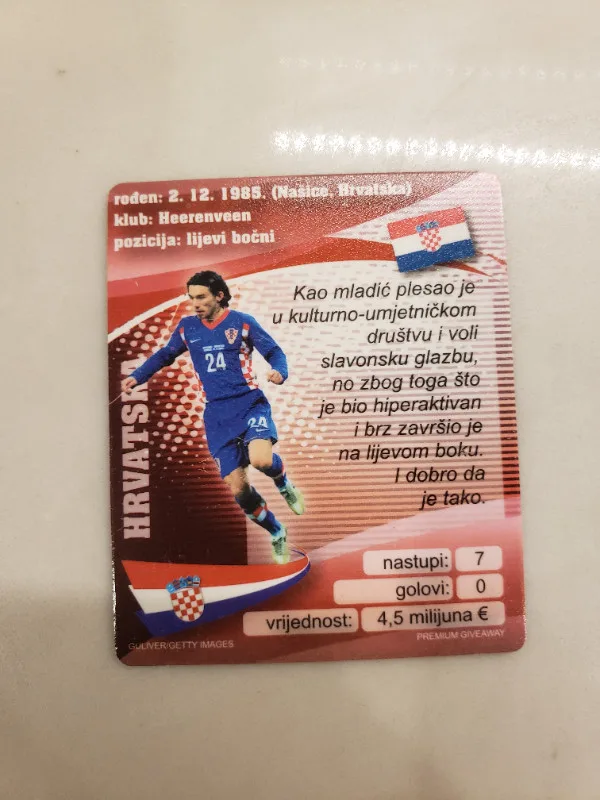 rođen: 2. 12. 1985. (Našice, Hrvatska)
klub: Heerenveen
pozicija: lijevi bočni
Kao mladić plesao je
u kulturno-umjetničkom
društvu i voli
slavonsku glazbu,
no zbog toga što
je bio hiperaktivan
i brz završio je
na lijevom boku.
I dobro da
je tako.
HRVATSKA
24
24
nastupi: 7
golovi: 0
vrijednost: 4,5 milijuna €
GULIVER/GETTY IMAGES
PREMIUM GIVEAWAY